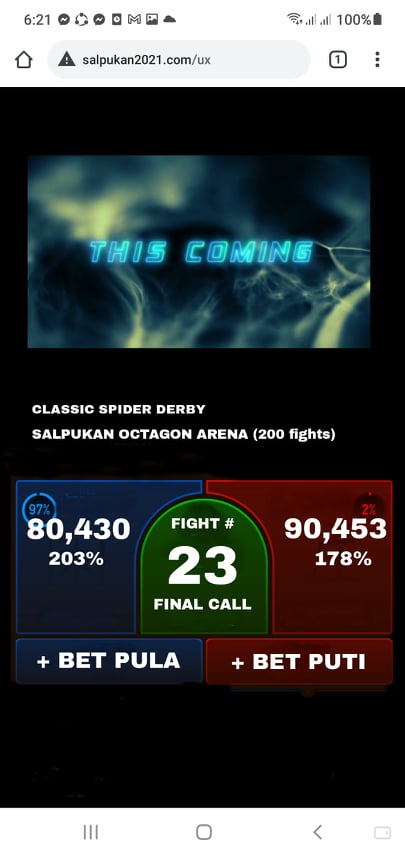 6:21
100%
salpukan2021.com/ux
1
THIS COMING
CLASSIC SPIDER DERBY
SALPUKAN OCTAGON ARENA (200 fights)
97%
2%
80,430
FIGHT #
90,453
203%
23
178%
FINAL CALL
+ BET PULA
+ BET PUTI